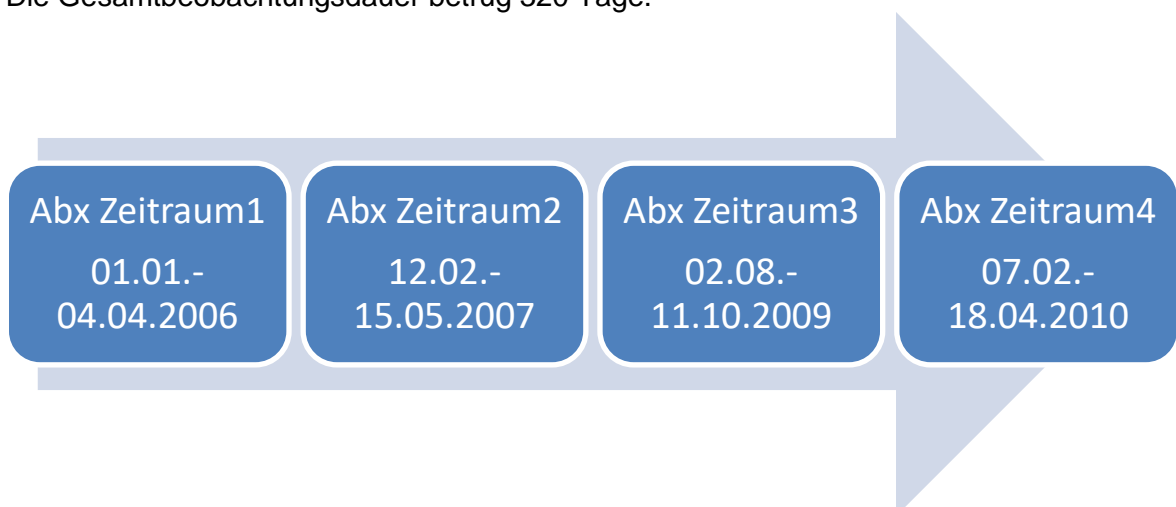 Die Gesamtbeobachtungsdauer betrug 320 Tage.
Abx Zeitraum1
01.01.-
04.04.2006
Abx Zeitraum2
12.02.-
15.05.2007
Abx Zeitraum3
02.08.-
11.10.2009
Abx Zeitraum4
07.02.-
18.04.2010